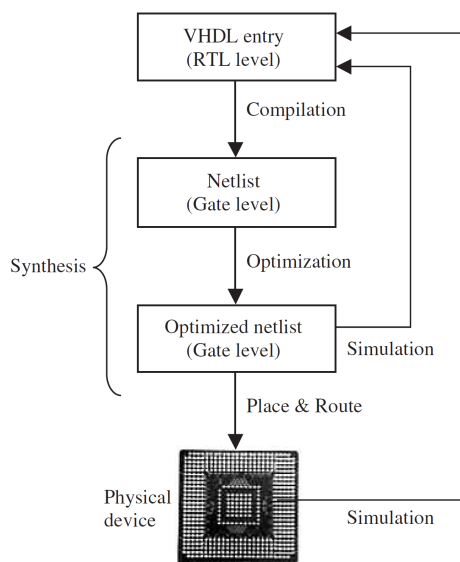 VHDL entry
(RTL level)
Compilation
Netlist
(Gate level)
Synthesis
Optimization
Optimized netlist
(Gate level)
Simulation
Place & Route
Physical
device
Simulation